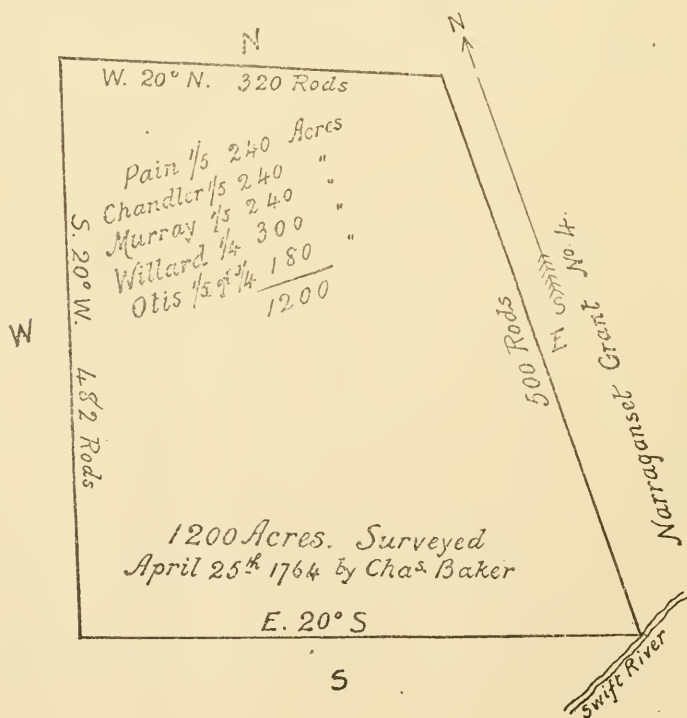 N
W. 20° N. 320 Rods
Pain 1/5 240 Acres
Chandler 1/5 240 "
Murray 1/5 240 "
Willard 1/4 300 "
Otis 1/5 180 "
1200
W
S. 20° W. 482 Rods
N
E S
500 Rods
Narraganset Grant No. 4.
1200 Acres. Surveyed
April 25th 1764 by Chas. Baker
E. 20° S
S
Swift River